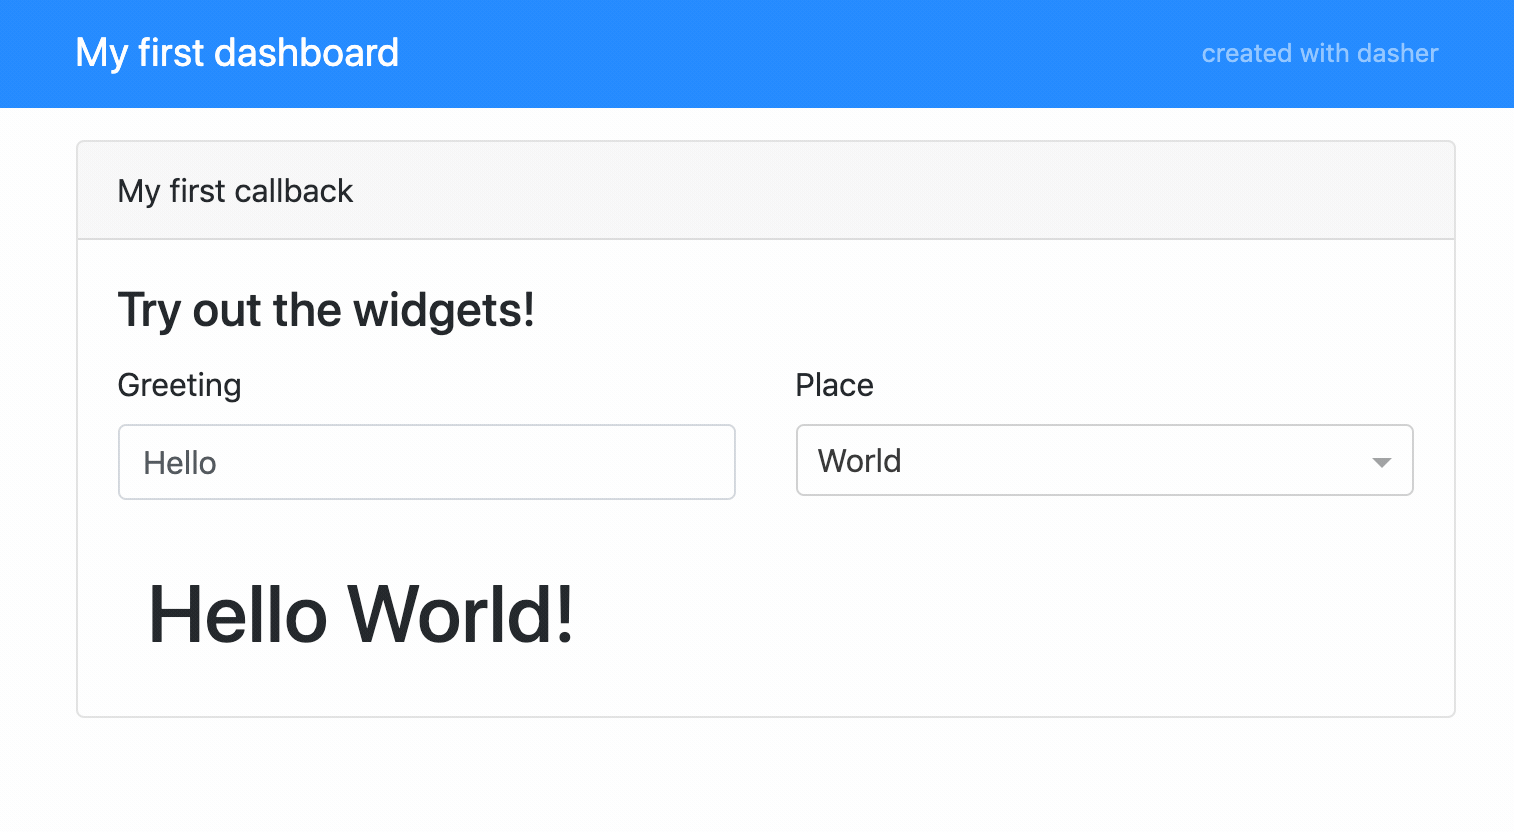 My first dashboard
created with dasher
My first callback
Try out the widgets!
Greeting
Place
Hello
World
Hello World!